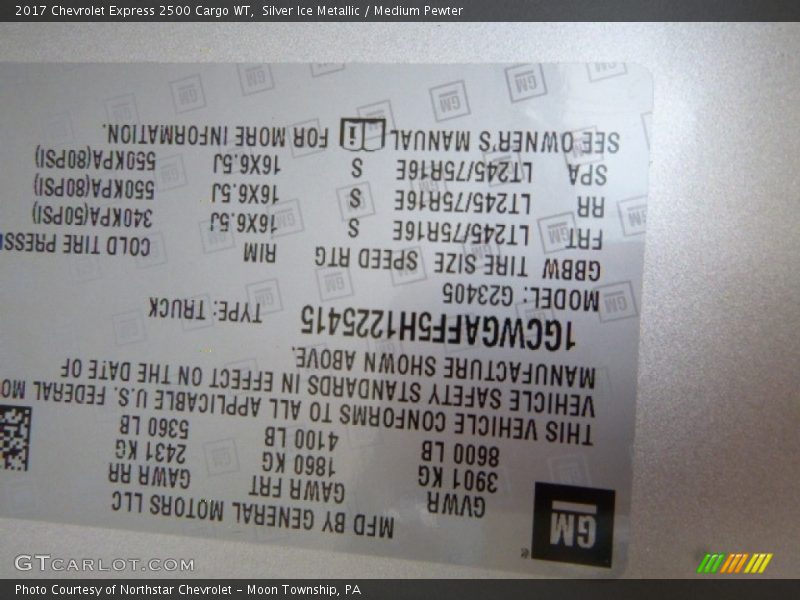 2017 Chevrolet Express 2500 Cargo WT,  Silver Ice Metallic / Medium Pewter
GM
MFD BY GENERAL MOTORS LLC
GVWR GAWR FRT GAWR RR
3901 KG 1860 KG 2431 KG
8600 LB 4100 LB 5360 LB
THIS VEHICLE CONFORMS TO ALL APPLICABLE U.S. FEDERAL MO
VEHICLE SAFETY STANDARDS IN EFFECT ON THE DATE OF
MANUFACTURE SHOWN ABOVE.
1GCWGAFF5H1225415 TYPE: TRUCK
MODEL: G23405
GBBW TIRE SIZE SPEED RTG RIM COLD TIRE PRESSU
FRT LT245/75R16E S 16X6.5J 340KPA(50PSI)
RR LT245/75R16E S 16X6.5J 550KPA(80PSI)
SPA LT245/75R16E S 16X6.5J 550KPA(80PSI)
SEE OWNER'S MANUAL i FOR MORE INFORMATION.
GTCARLOT.COM
Photo Courtesy of Northstar Chevrolet – Moon Township, PA